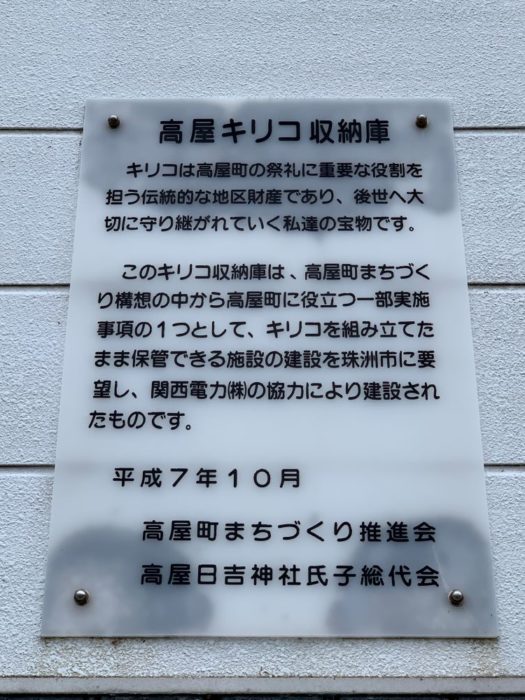 高屋キリコ収納庫
キリコは高屋町の祭礼に重要な役割を
担う伝統的な地区財産であり、後世へ大
切に守り継がれていく私達の宝物です。
このキリコ収納庫は、高屋町まちづく
り構想の中から高屋町に役立つ一部実施
事項の1つとして、キリコを組み立てた
まま保管できる施設の建設を珠洲市に要
望し、関西電力㈱の協力により建設され
たものです。
平成7年10月
高屋町まちづくり推進会
高屋日吉神社氏子総代会